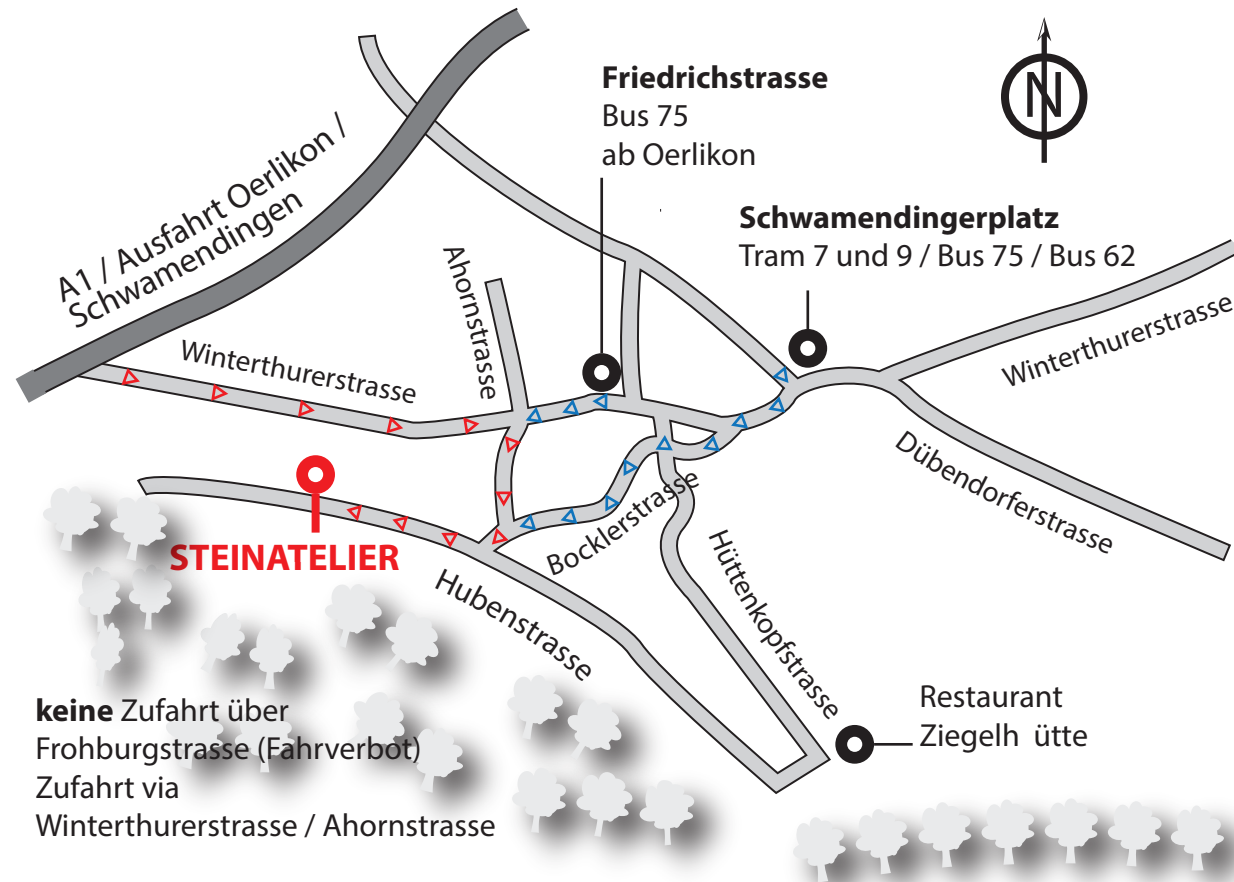 Friedrichstrasse
Bus 75
ab Oerlikon
N
Schwamendingerplatz
Tram 7 und 9 / Bus 75 / Bus 62
A1 / Ausfahrt Oerlikon /
Schwamendingen
Ahornstrasse
Winterthurerstrasse
Winterthurerstrasse
Dübendorferstrasse
STEINATELIER
Bocklerstrasse
Hubenstrasse
Hüttenkopfstrasse
Restaurant
Ziegelh ütte
keine Zufahrt über
Frohburgstrasse (Fahrverbot)
Zufahrt via
Winterthurerstrasse / Ahornstrasse